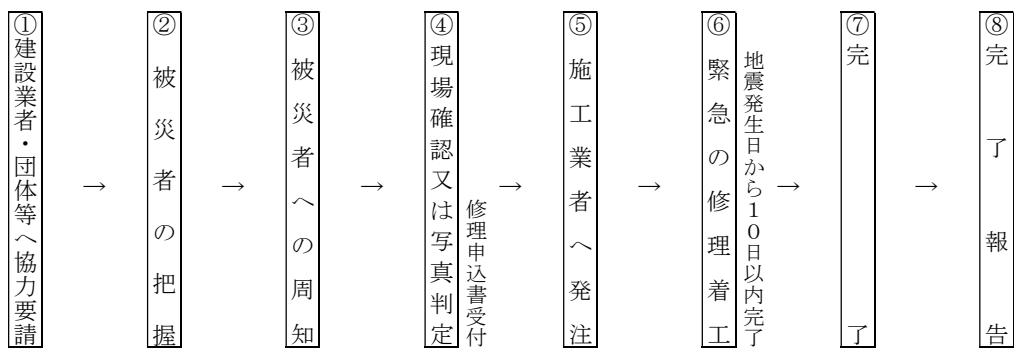 ①建設業者・団体等へ協力要請
→
②被災者の把握
→
③被災者への周知
→
④現場確認又は写真判定
修理申込書受付
→
⑤施工業者へ発注
→
⑥緊急の修理着工
地震発生日から10日以内完了
→
⑦完了
→
⑧完了報告